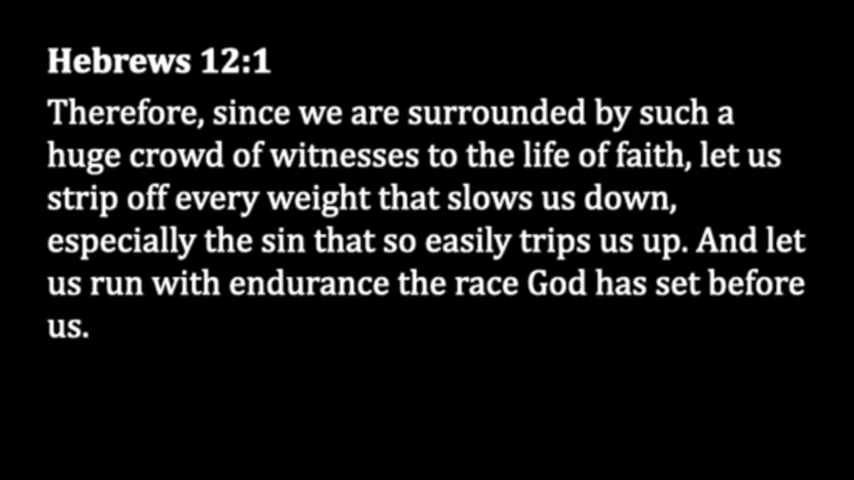 Hebrews 12:1
Therefore, since we are surrounded by such a
huge crowd of witnesses to the life of faith, let us
strip off every weight that slows us down,
especially the sin that so easily trips us up. And let
us run with endurance the race God has set before
us.